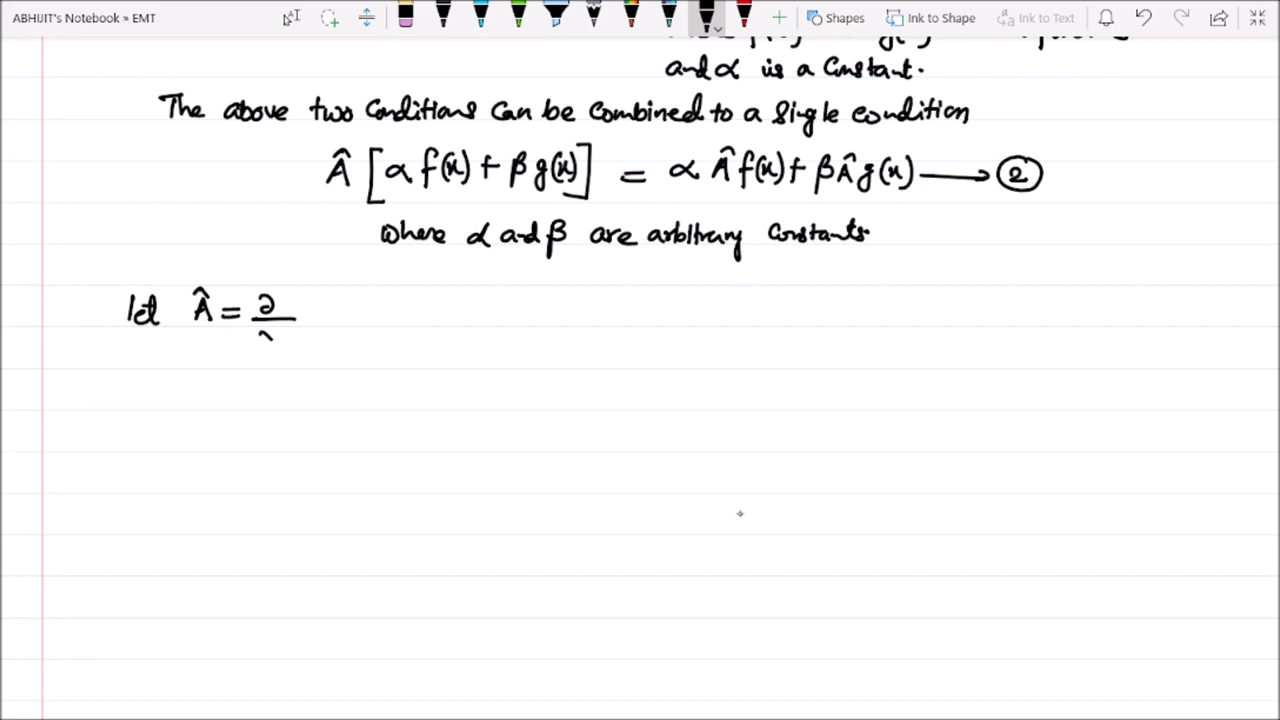 ABHIJIT's Notebook » EMT
Shapes
Ink to Shape
Ink to Text
and α is a Constant.
The above two Conditions Can be Combined to a Single condition
Â [α f(x) + β g(x)] = α Â f(x) + β Â g(x) ⟶ ②
where α and β are arbitrary Constants.
let Â = ∂